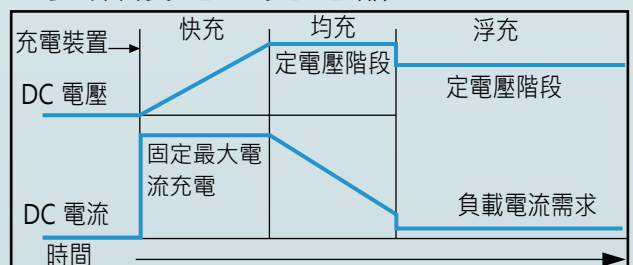 快充
均充
浮充
充電裝置
定電壓階段
定電壓階段
DC 電壓
固定最大電
流充電
負載電流需求
DC 電流
時間